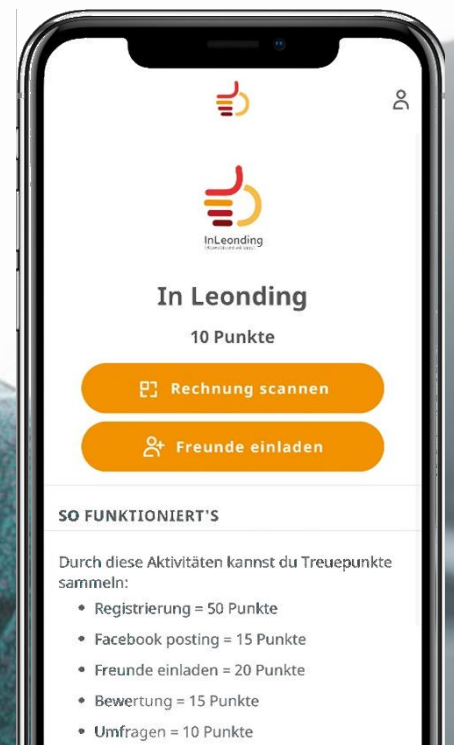 InLeonding
In Leonding
10 Punkte
Rechnung scannen
Freunde einladen
SO FUNKTIONIERT'S
Durch diese Aktivitäten kannst du Treuepunkte
sammeln:
• Registrierung = 50 Punkte
• Facebook posting = 15 Punkte
• Freunde einladen = 20 Punkte
• Bewertung = 15 Punkte
• Umfragen = 10 Punkte